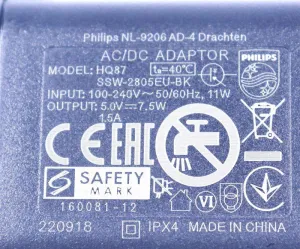 Philips NL-9206 AD-4 Drachten
AC/DC ADAPTOR
MODEL: HQ87 ta=40°C PHILIPS
SSW-2805EU-BK
INPUT: 100-240V~50/60Hz, 11W
OUTPUT: 5.0V⎓7.5W
1.5A
CE EAC
S SAFETY
MARK
160081-12
VI
220918 IPX4 MADE IN CHINA